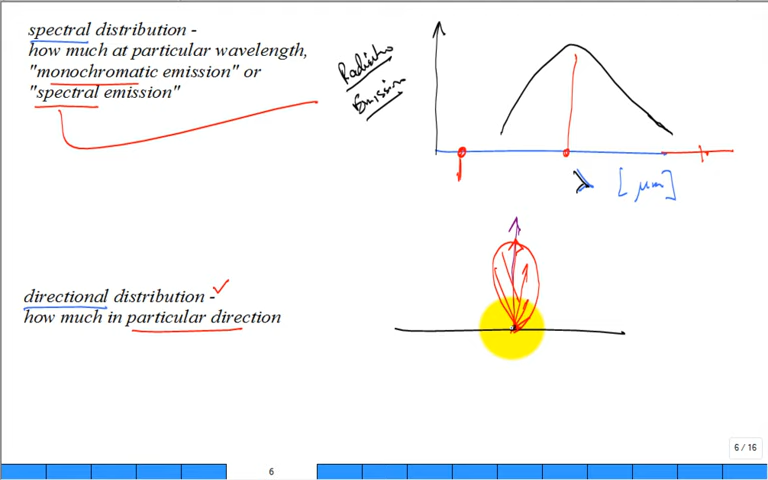 spectral distribution -
how much at particular wavelength,
"monochromatic emission" or
"spectral emission"
Emission
λ [μm]
directional distribution -
how much in particular direction
6 / 16
6